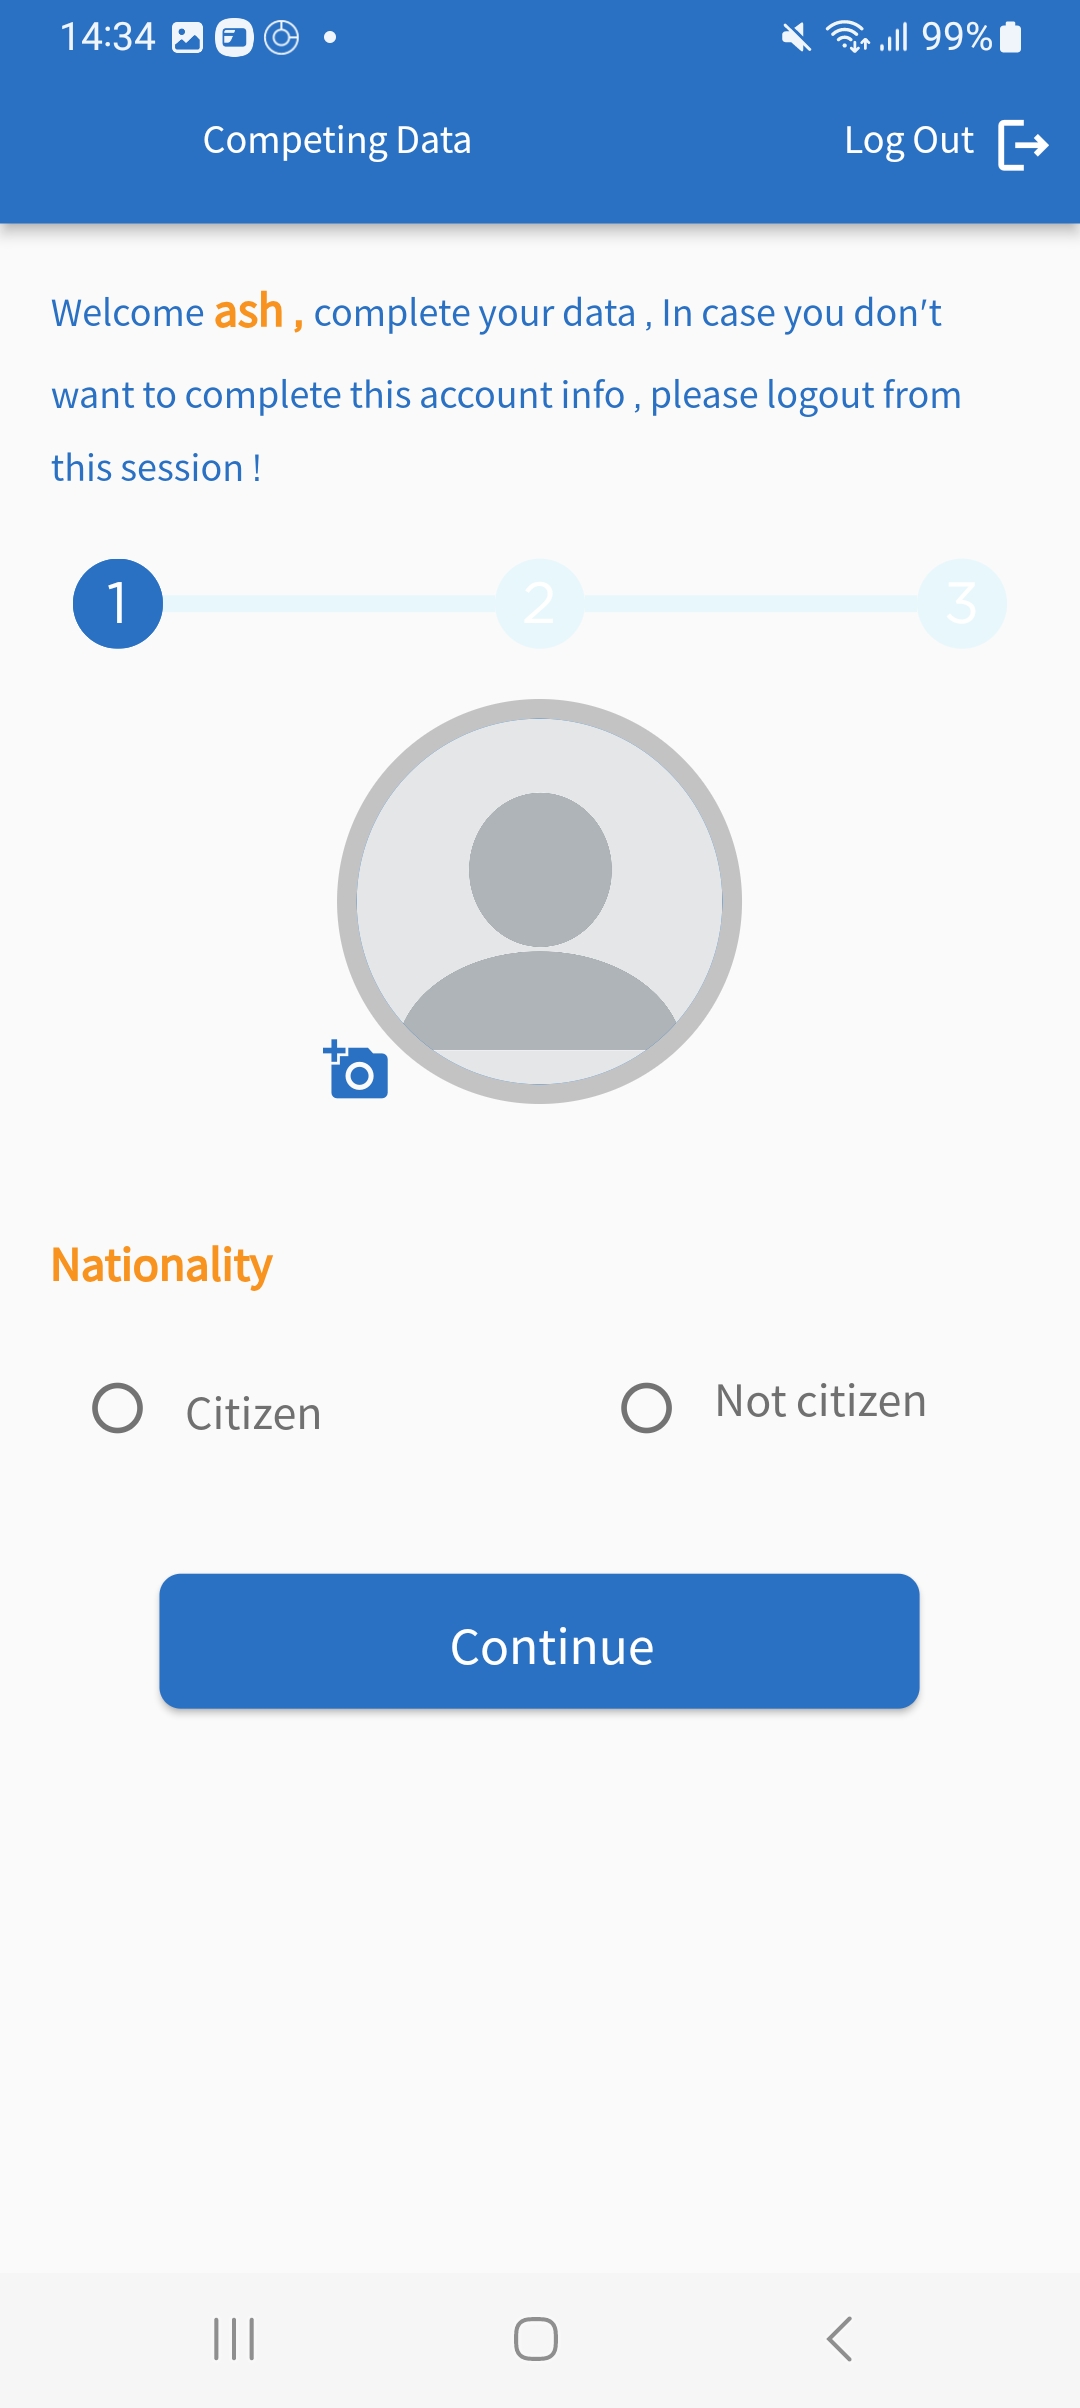 14:34 99%
Competing Data Log Out
Welcome ash , complete your data , In case you don't
want to complete this account info , please logout from
this session !
1 2 3
Nationality
Citizen Not citizen
Continue